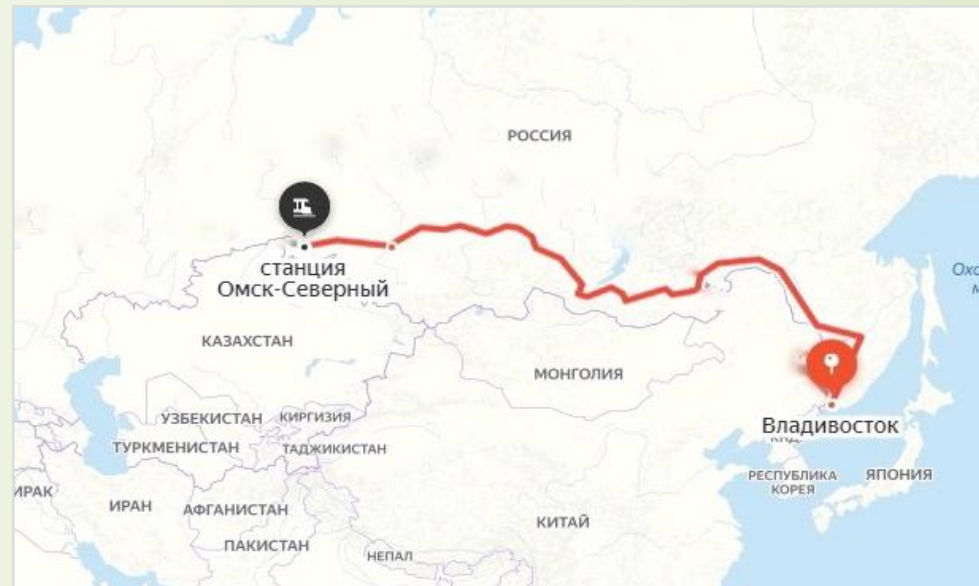 РОССИЯ
станция
Омск-Северный
КАЗАХСТАН
МОНГОЛИЯ
УЗБЕКИСТАН
КИРГИЗИЯ
Владивосток
ТУРКМЕНИСТАН
ТАДЖИКИСТАН
РЕСПУБЛИКА
КОРЕЯ
ЯПОНИЯ
ИРАК
ИРАН
АФГАНИСТАН
КИТАЙ
ПАКИСТАН
НЕПАЛ